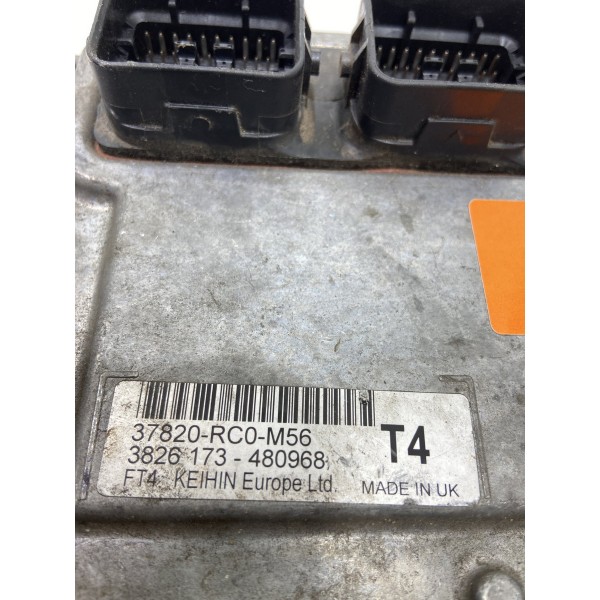 37820-RC0-M56
3826 173 - 480968
T4
FT4 KEIHIN Europe Ltd.
MADE IN UK